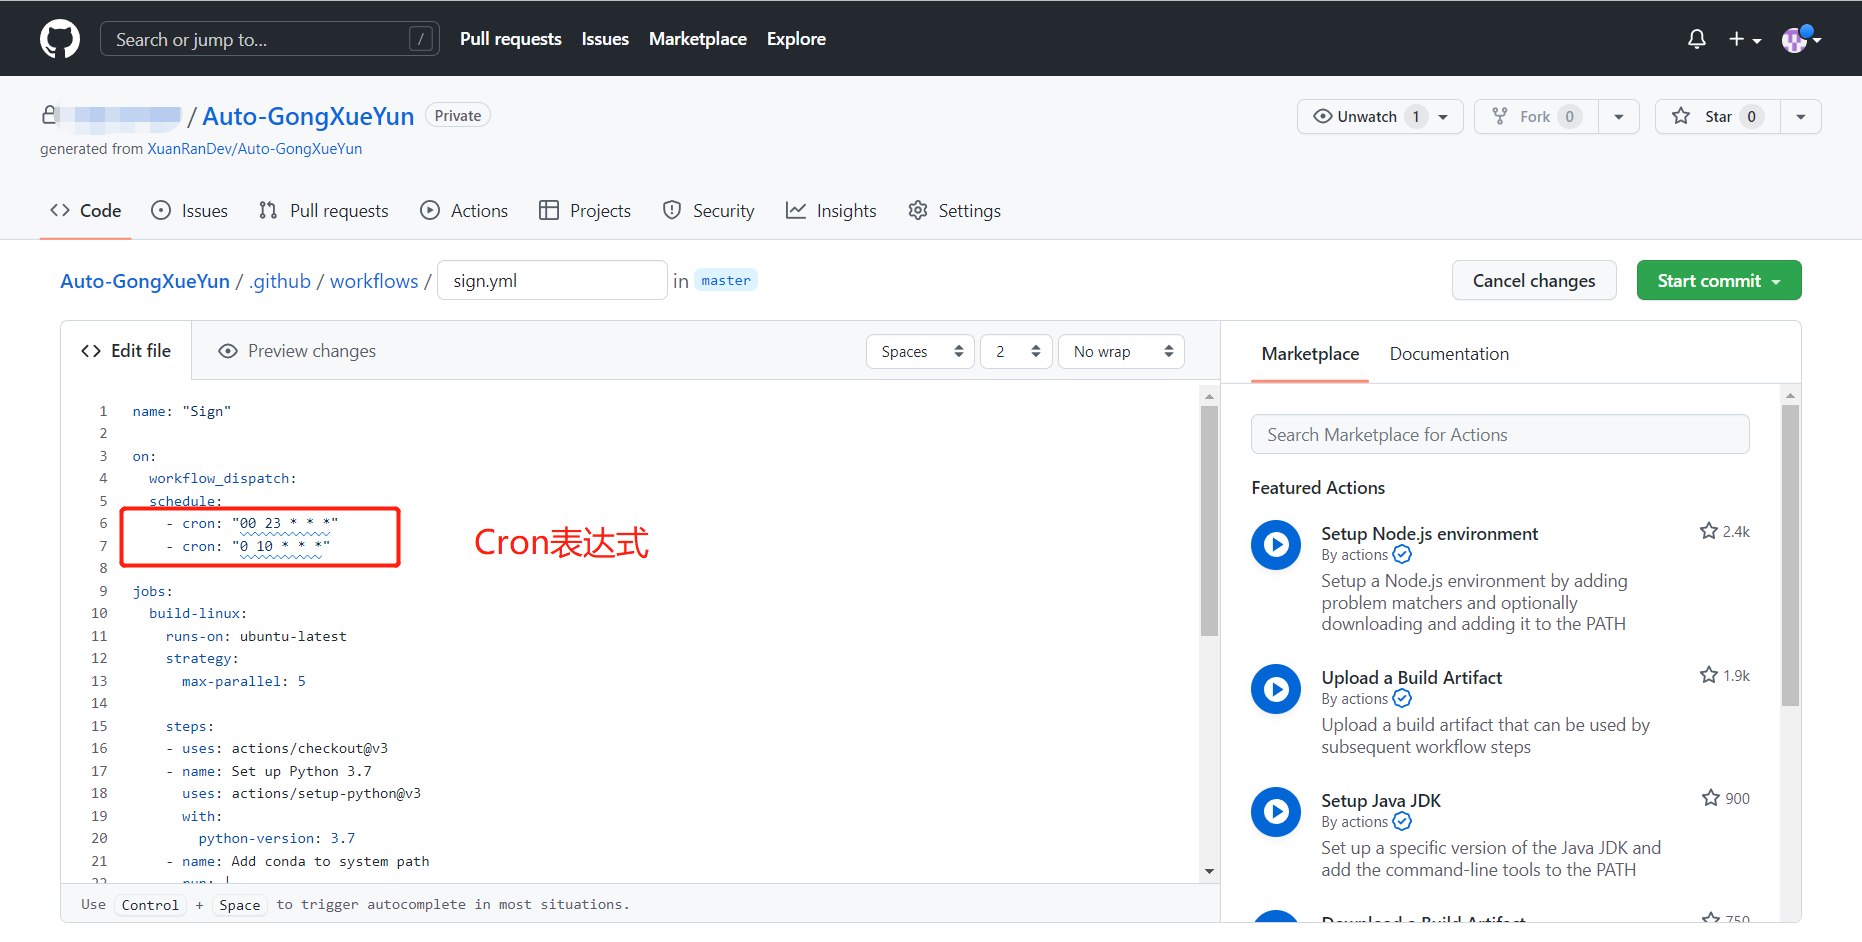 Search or jump to... /
Pull requests Issues Marketplace Explore
/ Auto-GongXueYun Private
Unwatch 1 Fork 0 Star 0
generated from XuanRanDev/Auto-GongXueYun
Code Issues Pull requests Actions Projects Security Insights Settings
Auto-GongXueYun / .github / workflows / sign.yml in master
Cancel changes Start commit
Edit file Preview changes
Spaces 2 No wrap
1 name: "Sign"
2
3 on:
4 workflow_dispatch:
5 schedule:
6 - cron: "00 23 * * *"
7 - cron: "0 10 * * *"
Cron表达式
8
9 jobs:
10 build-linux:
11 runs-on: ubuntu-latest
12 strategy:
13 max-parallel: 5
14
15 steps:
16 - uses: actions/checkout@v3
17 - name: Set up Python 3.7
18 uses: actions/setup-python@v3
19 with:
20 python-version: 3.7
21 - name: Add conda to system path
22 run: |
Use Control + Space to trigger autocomplete in most situations.
Marketplace Documentation
Search Marketplace for Actions
Featured Actions
Setup Node.js environment 2.4k
By actions
Setup a Node.js environment by adding
problem matchers and optionally
downloading and adding it to the PATH
Upload a Build Artifact 1.9k
By actions
Upload a build artifact that can be used by
subsequent workflow steps
Setup Java JDK 900
By actions
Set up a specific version of the Java JDK and
add the command-line tools to the PATH
Download a Build Artifact 750